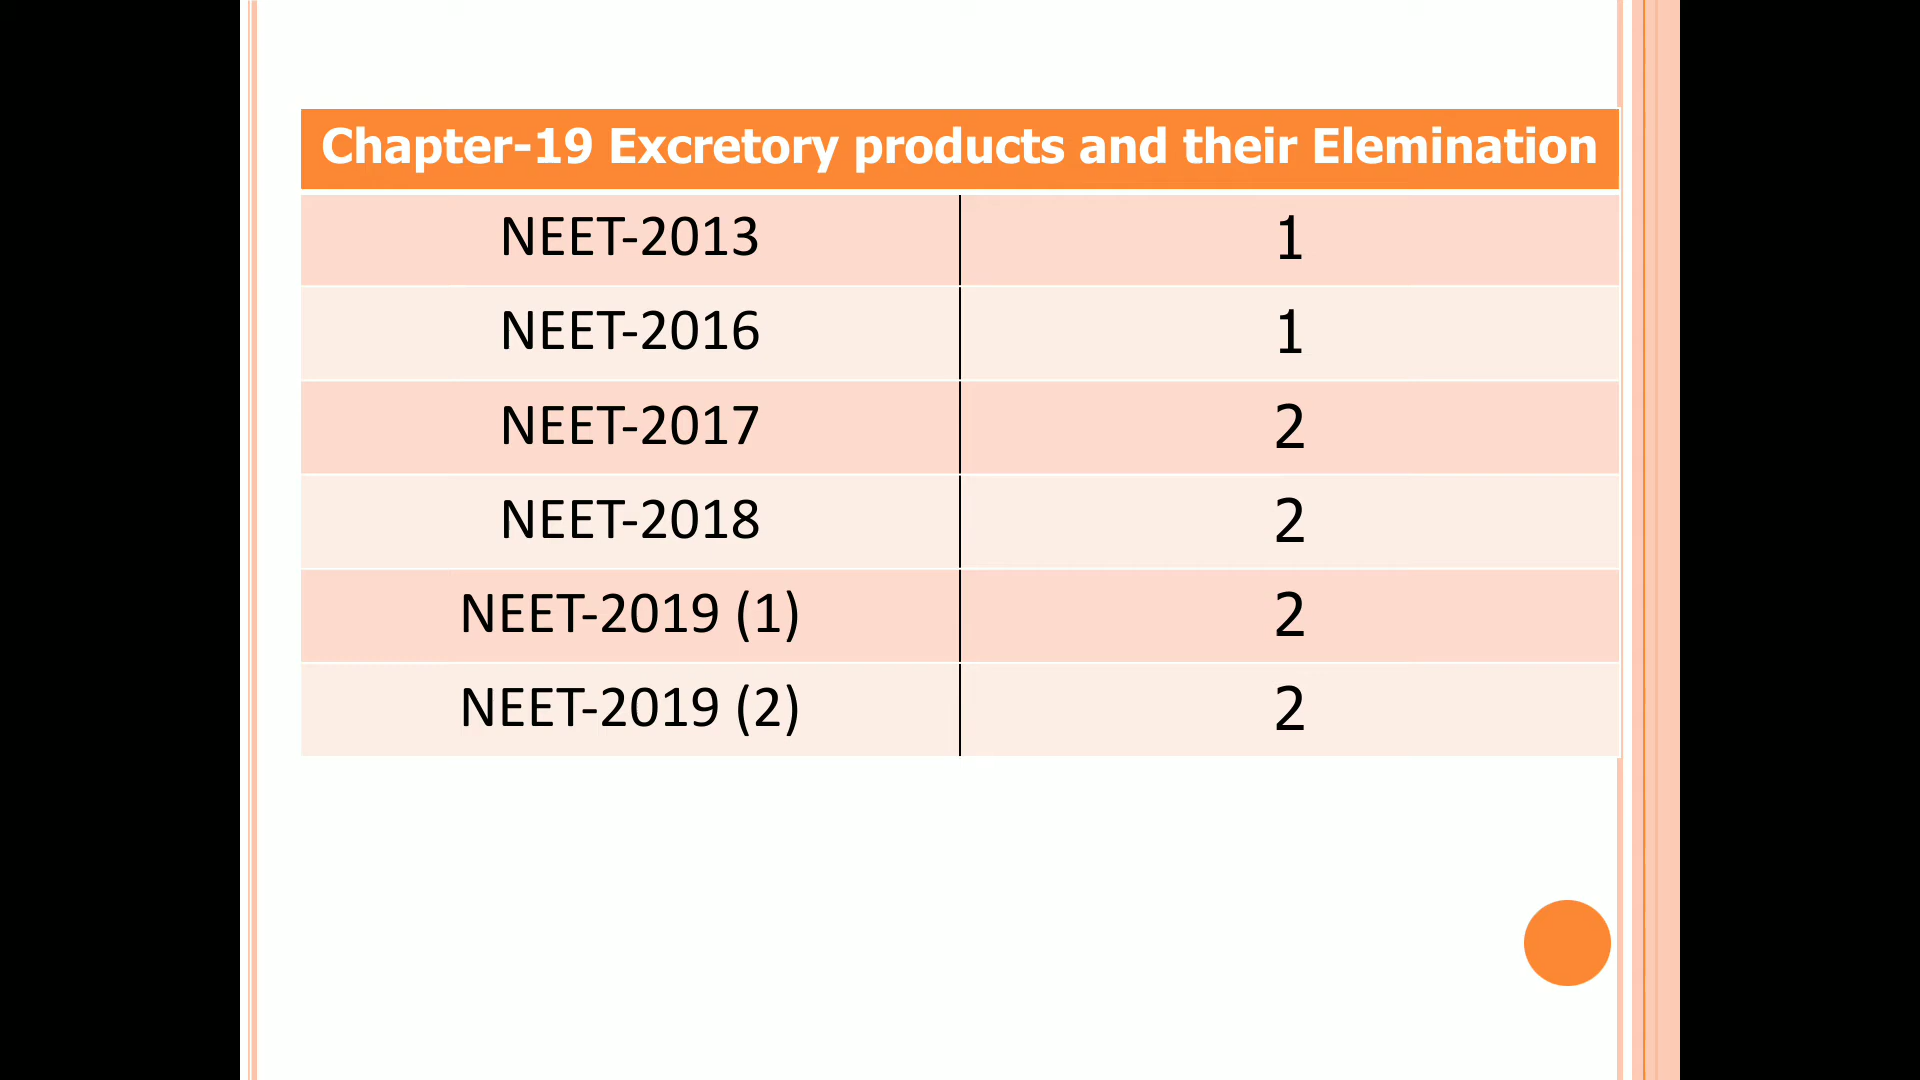 Chapter-19 Excretory products and their Elemination
NEET-2013 1
NEET-2016 1
NEET-2017 2
NEET-2018 2
NEET-2019 (1) 2
NEET-2019 (2) 2